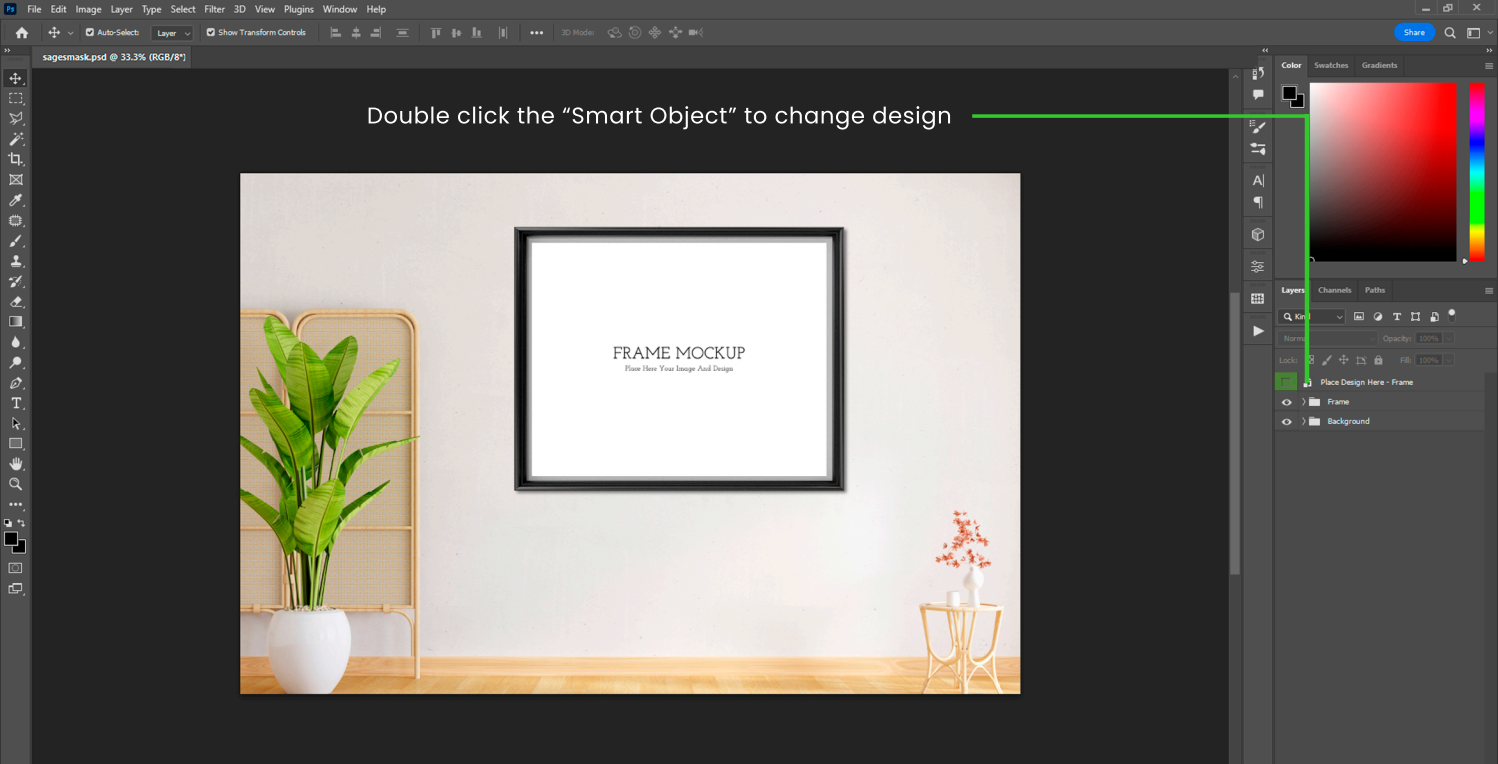 Ps File Edit Image Layer Type Select Filter 3D View Plugins Window Help
Auto-Select: Layer Show Transform Controls 3D Mode: Share
sagesmask.psd @ 33.3% (RGB/8*)
Color Swatches Gradients
Double click the “Smart Object” to change design
FRAME MOCKUP
Place Here Your Image And Design
Layers Channels Paths
Opacity: 100%
Lock: Fill: 100%
Place Design Here - Frame
Frame
Background